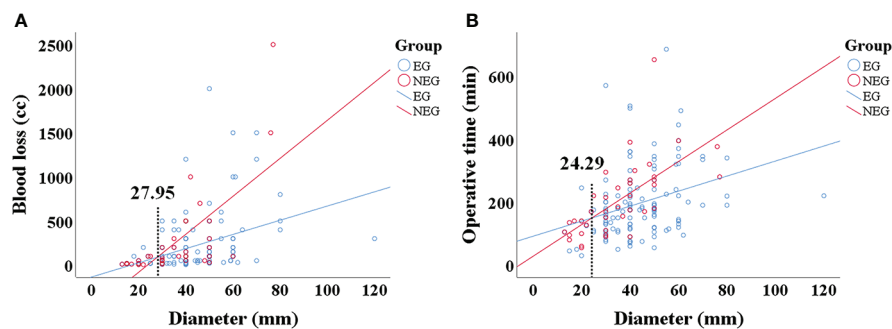 A
Blood loss (cc)
2500
2000
1500
1000
500
0
27.95
0 20 40 60 80 100 120
Diameter (mm)
Group
EG
NEG
EG
NEG
B
Operative time (min)
600
400
200
0
24.29
0 20 40 60 80 100 120
Diameter (mm)
Group
EG
NEG
EG
NEG